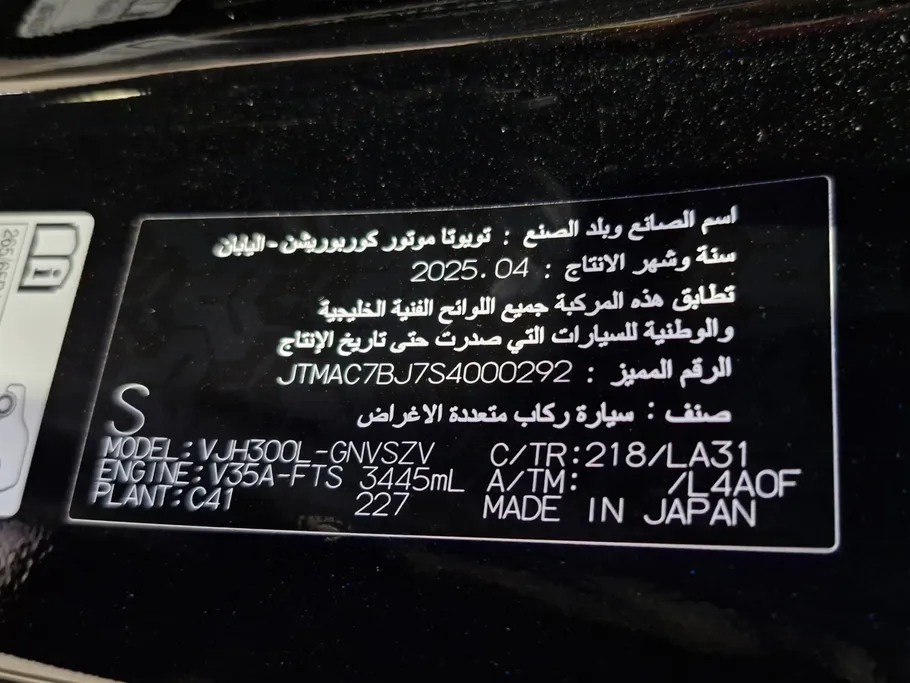 اسم الصانع وبلد الصنع : تويوتا موتور كوربوريشن - اليابان
سنة وشهر الانتاج : 2025.04
تطابق هذه المركبة جميع اللوائح الفنية الخليجية
والوطنية للسيارات التي صدرت حتى تاريخ الإنتاج
الرقم المميز : JTMAC7BJ7S4000292
صنف : سيارة ركاب متعددة الاغراض
S
MODEL:VJH300L-GNVSZV C/TR:218/LA31
ENGINE:V35A-FTS 3445mL A/TM: /L4A0F
PLANT:C41 227 MADE IN JAPAN